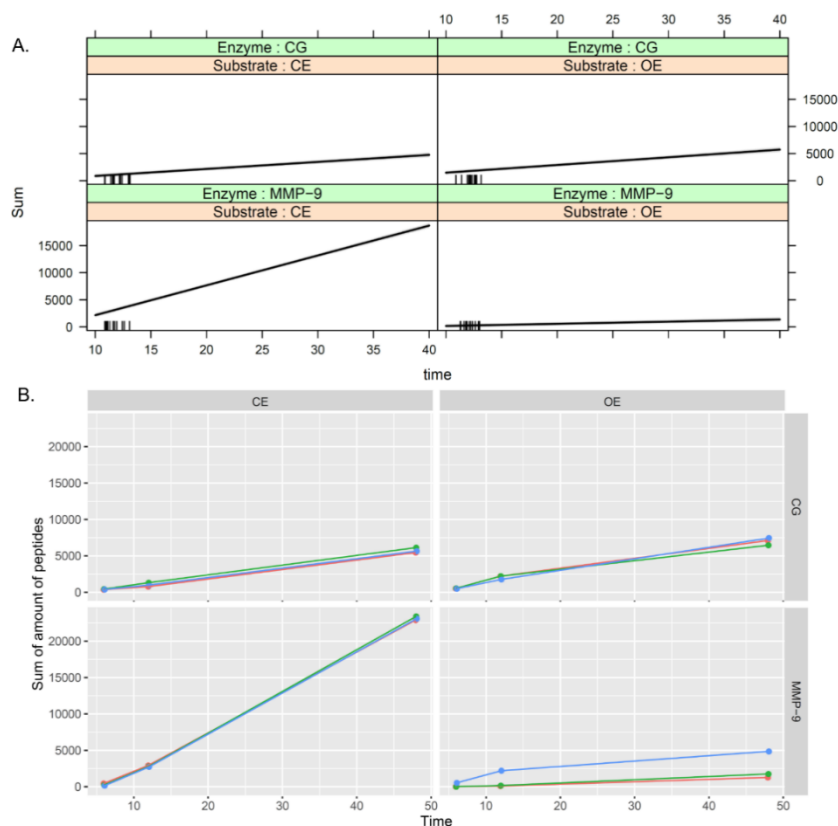 A.
10 15 20 25 30 35 40
Enzyme : CG
Enzyme : CG
Substrate : CE
Substrate : OE
15000
10000
5000
0
Sum
Enzyme : MMP-9
Enzyme : MMP-9
Substrate : CE
Substrate : OE
15000
10000
5000
0
10 15 20 25 30 35 40
time
B.
CE
OE
20000
15000
10000
5000
0
CG
Sum of amount of peptides
20000
15000
10000
5000
0
MMP-9
10 20 30 40 50
10 20 30 40 50
Time